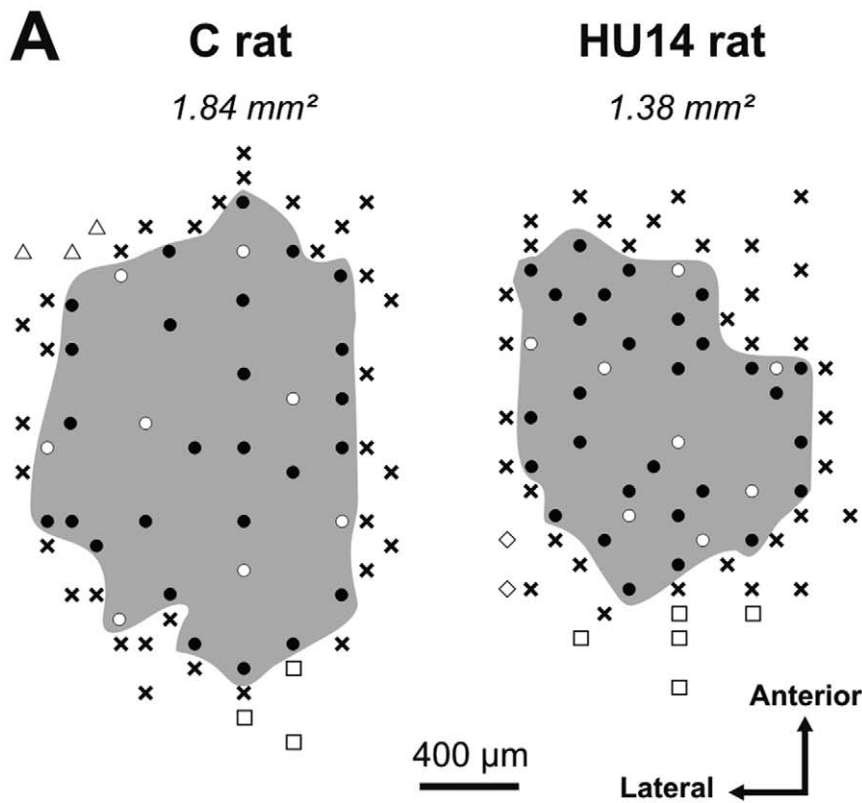 A
C rat
HU14 rat
1.84 mm²
1.38 mm²
400 µm
Anterior
Lateral